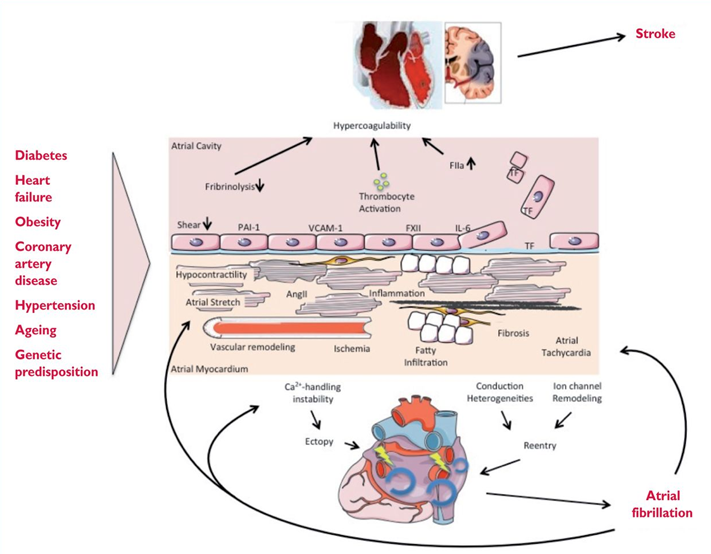 Stroke
Hypercoagulability
Atrial Cavity
Diabetes
Heart
failure
Obesity
Coronary
artery
disease
Hypertension
Ageing
Genetic
predisposition
Fribrinolysis
Thrombocyte
Activation
FIIa
TF
TF
TF
Shear
PAI-1
VCAM-1
FXII
IL-6
Hypocontractility
Atrial Stretch
AngII
Inflammation
Vascular remodeling
Ischemia
Fatty
Infiltration
Fibrosis
Atrial
Tachycardia
Atrial Myocardium
Ca2+-handling
instability
Ectopy
Conduction
Heterogeneities
Ion channel
Remodeling
Reentry
Atrial
fibrillation